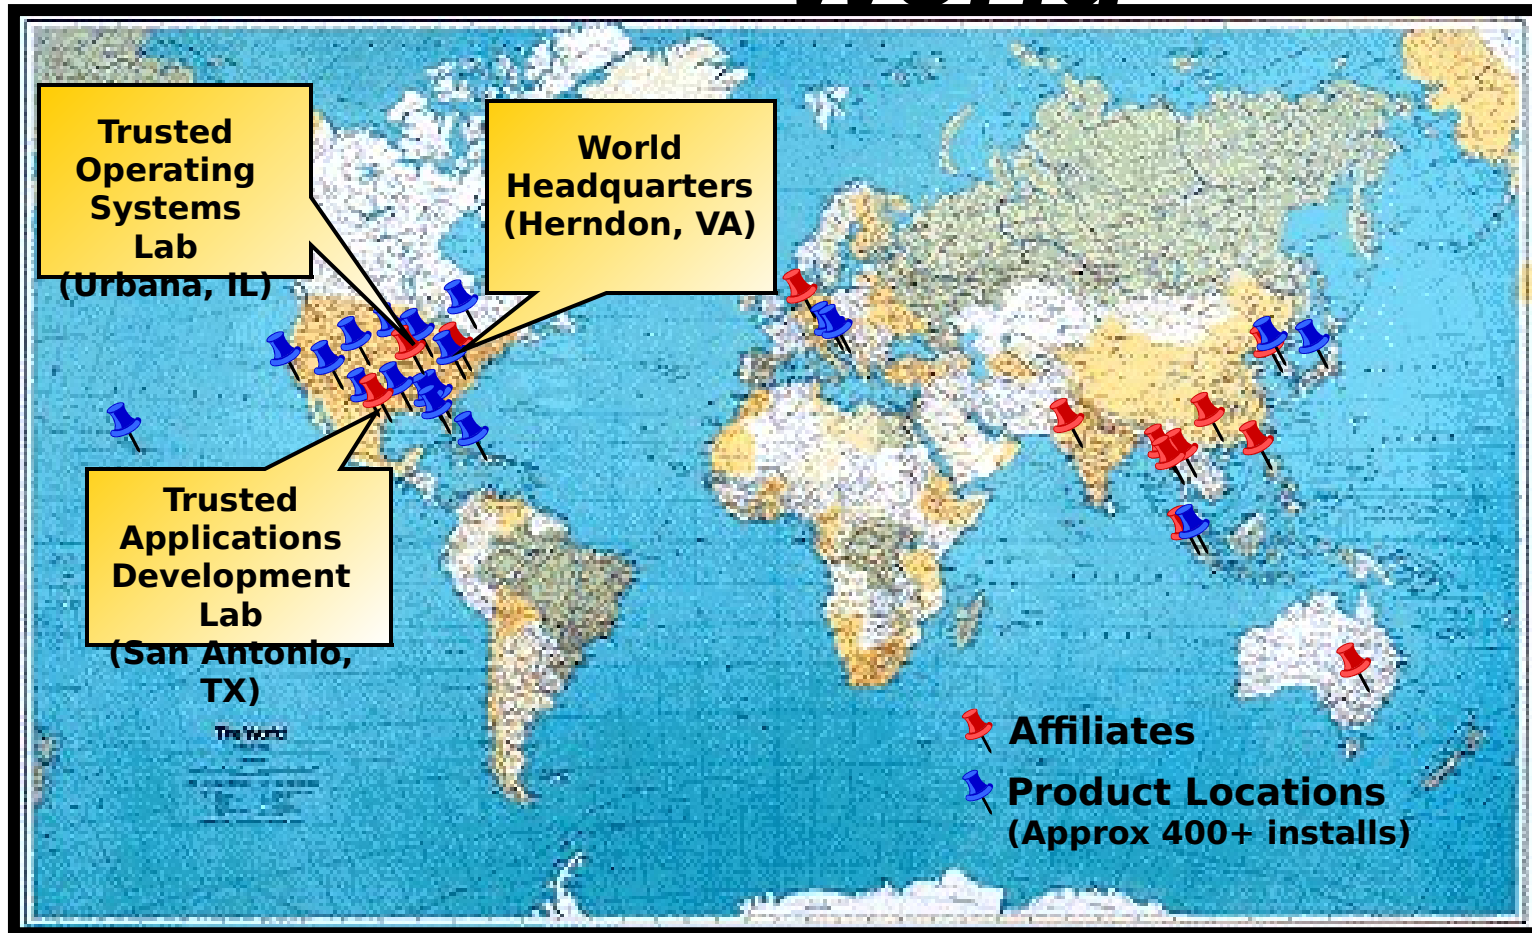 World
Trusted
Operating
Systems
Lab
(Urbana, IL)
World
Headquarters
(Herndon, VA)
Trusted
Applications
Development
Lab
(San Antonio,
TX)
The World
Affiliates
Product Locations
(Approx 400+ installs)